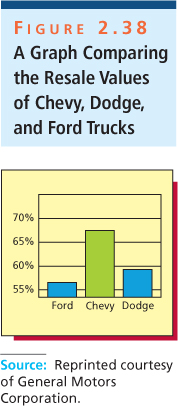 FIGURE 2.38
A Graph Comparing
the Resale Values
of Chevy, Dodge,
and Ford Trucks
70%
65%
60%
55%
Ford Chevy Dodge
Source: Reprinted courtesy
of General Motors
Corporation.